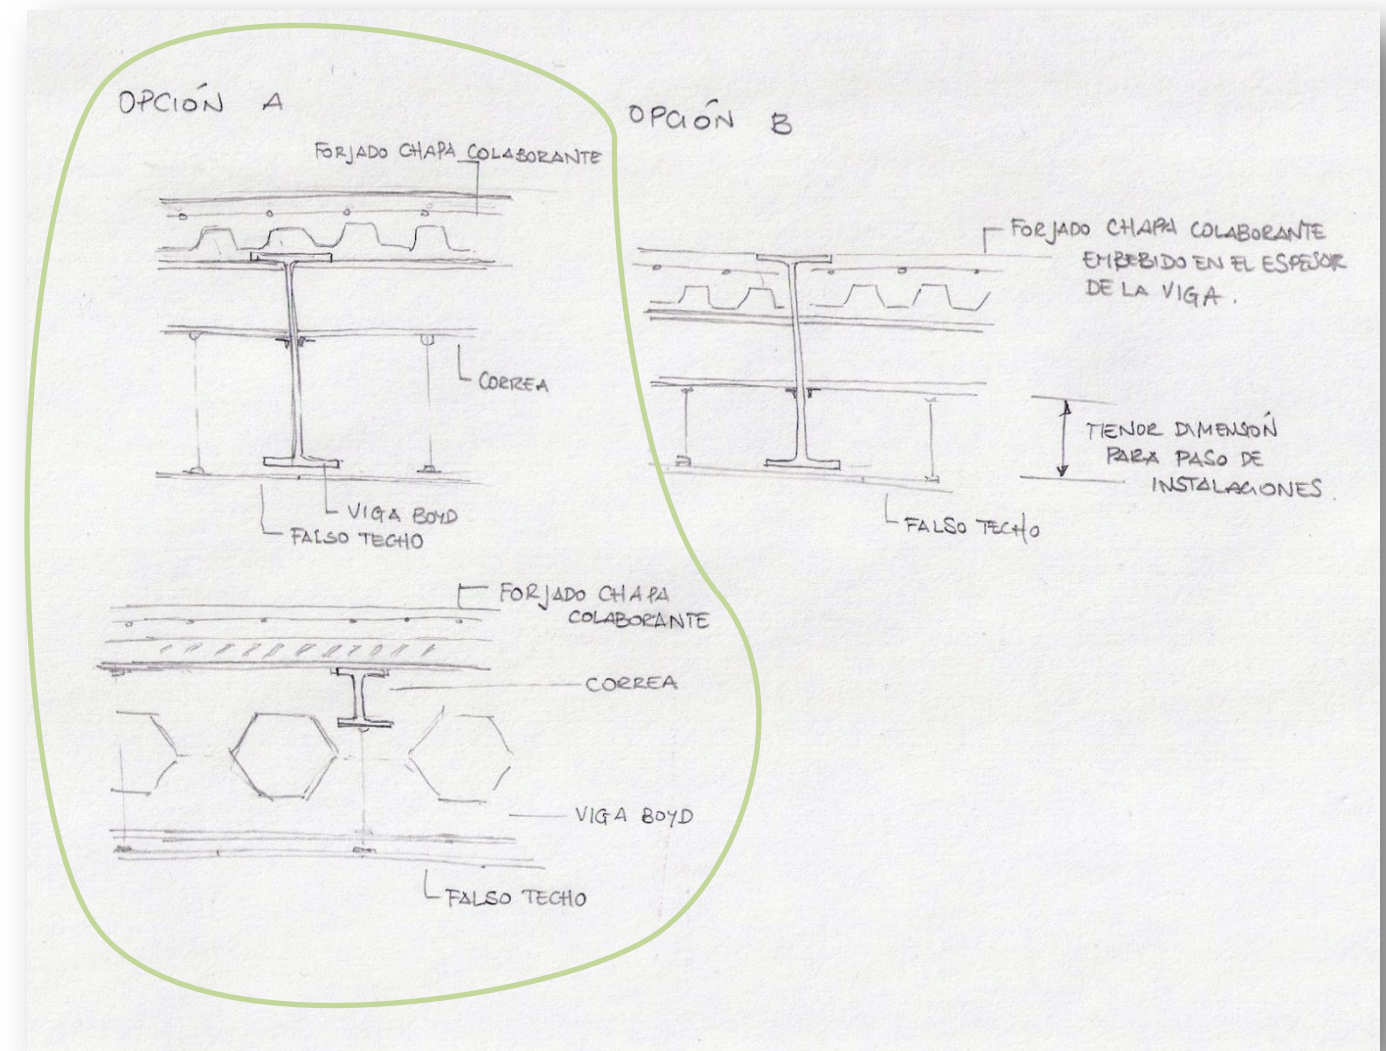 OPCIÓN A
FORJADO CHAPA COLABORANTE
CORREA
VIGA BOYD
FALSO TECHO
FORJADO CHAPA
COLABORANTE
CORREA
VIGA BOYD
FALSO TECHO
OPCIÓN B
FORJADO CHAPA COLABORANTE
EMBEBIDO EN EL ESPESOR
DE LA VIGA.
MENOR DIMENSIÓN
PARA PASO DE
INSTALACIONES.
FALSO TECHO